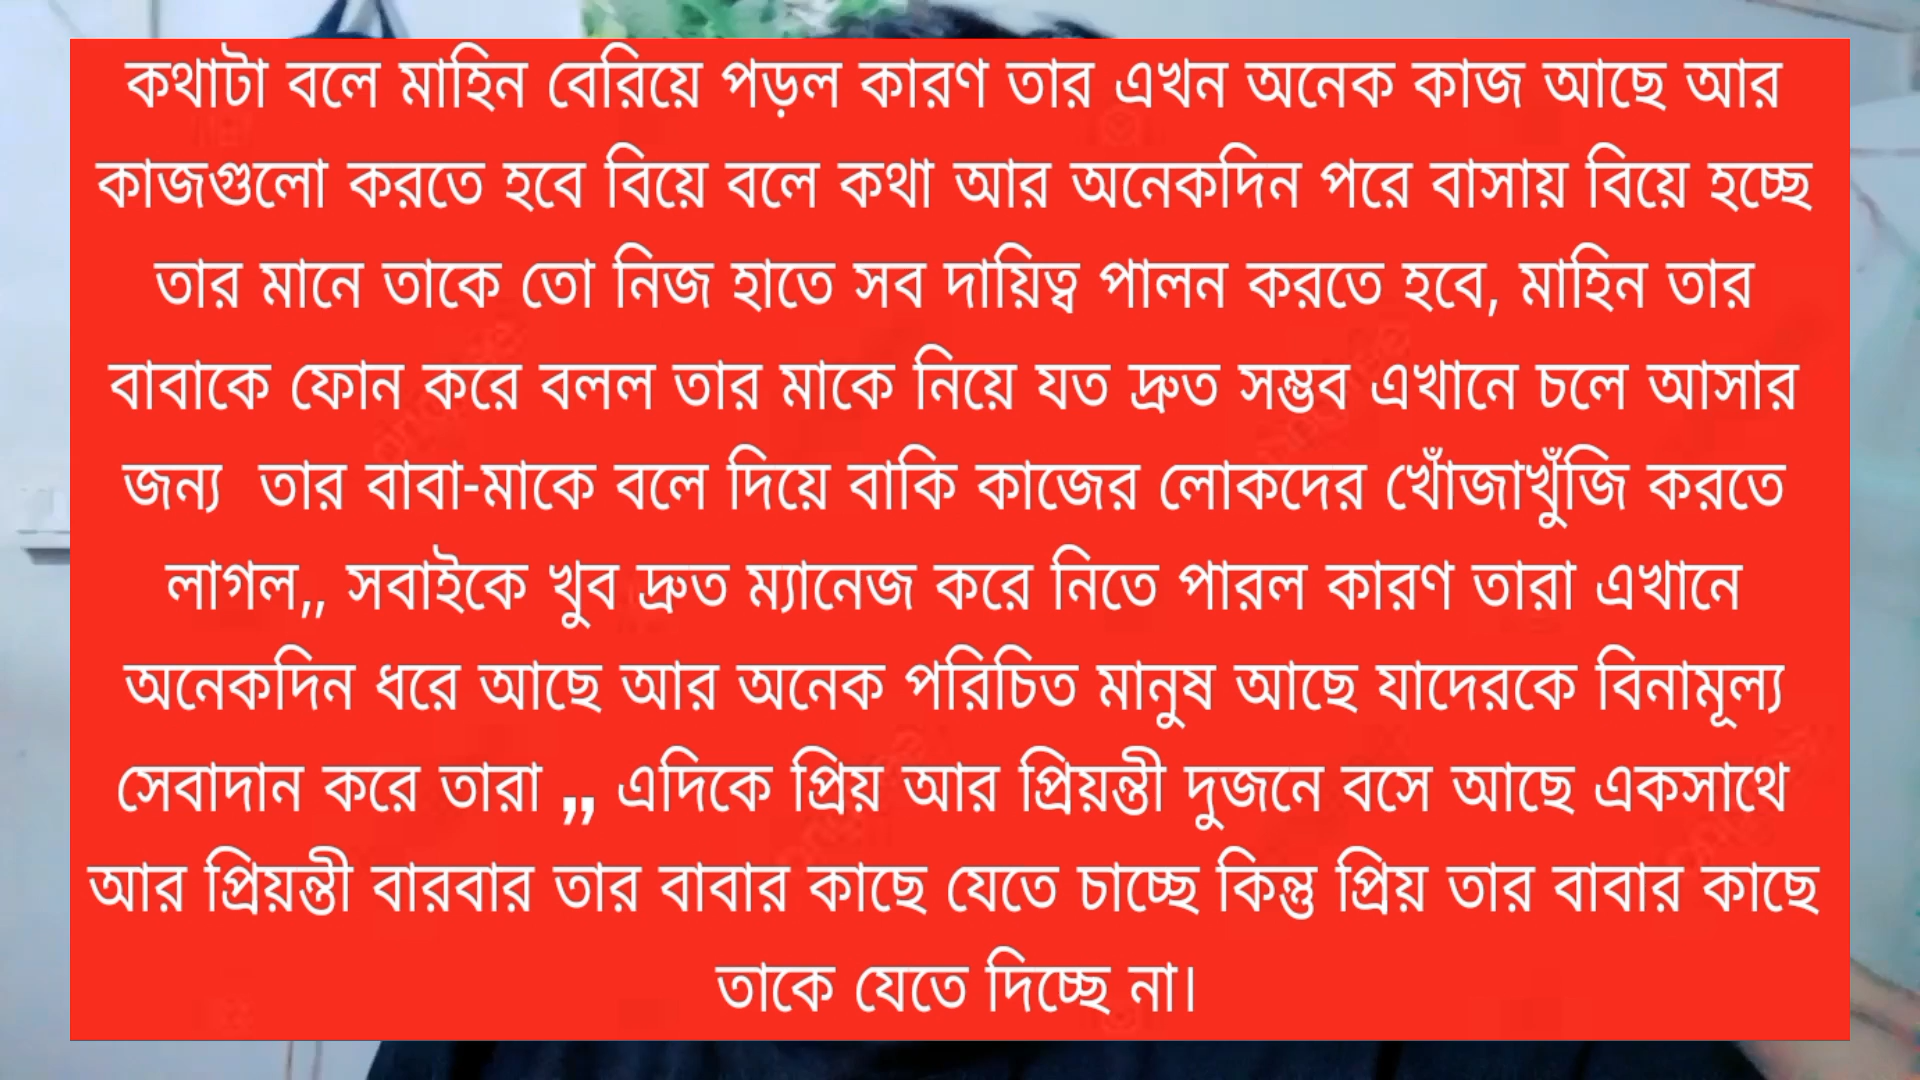 কথাটা বলে মাহিন বেরিয়ে পড়ল কারণ তার এখন অনেক কাজ আছে আর
কাজগুলো করতে হবে বিয়ে বলে কথা আর অনেকদিন পরে বাসায় বিয়ে হচ্ছে
তার মানে তাকে তো নিজ হাতে সব দায়িত্ব পালন করতে হবে, মাহিন তার
বাবাকে ফোন করে বলল তার মাকে নিয়ে যত দ্রুত সম্ভব এখানে চলে আসার
জন্য তার বাবা-মাকে বলে দিয়ে বাকি কাজের লোকদের খোঁজাখুঁজি করতে
লাগল,, সবাইকে খুব দ্রুত ম্যানেজ করে নিতে পারল কারণ তারা এখানে
অনেকদিন ধরে আছে আর অনেক পরিচিত মানুষ আছে যাদেরকে বিনামূল্য
সেবাদান করে তারা ,, এদিকে প্রিয় আর প্রিয়ন্তী দুজনে বসে আছে একসাথে
আর প্রিয়ন্তী বারবার তার বাবার কাছে যেতে চাচ্ছে কিন্তু প্রিয় তার বাবার কাছে
তাকে যেতে দিচ্ছে না।